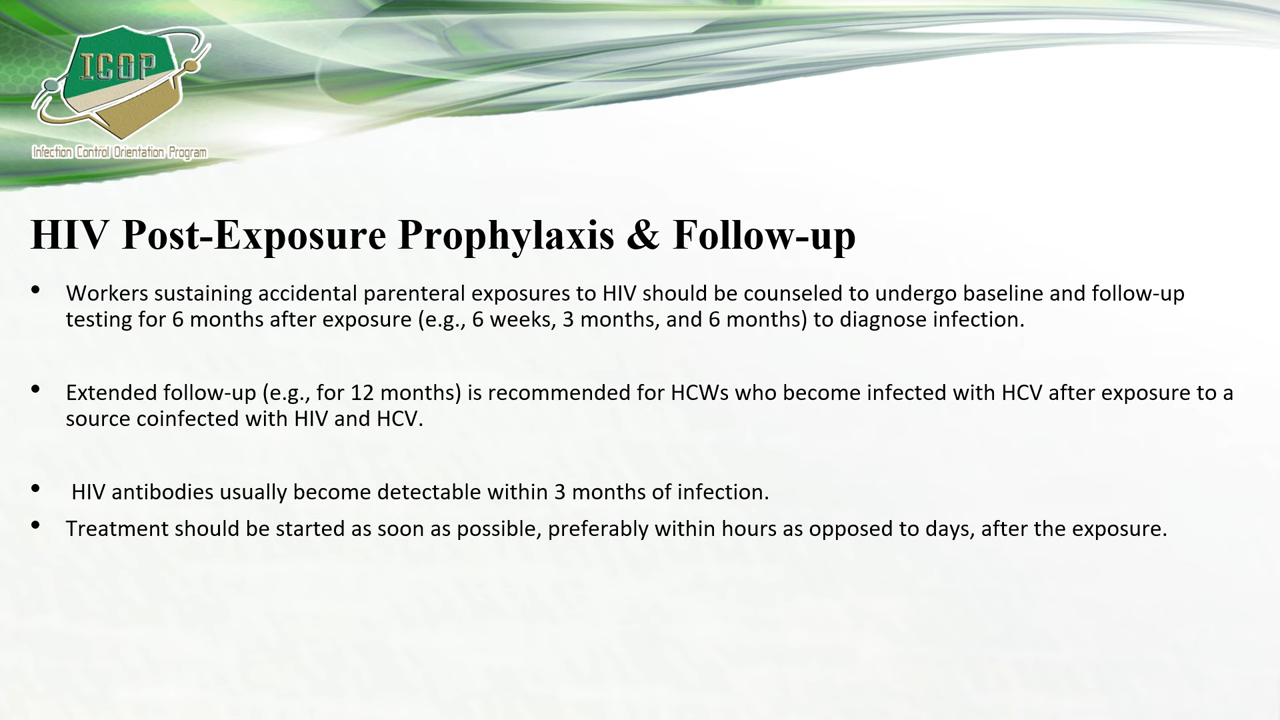 ICOP
Infection Control Orientation Program
HIV Post-Exposure Prophylaxis & Follow-up
• Workers sustaining accidental parenteral exposures to HIV should be counseled to undergo baseline and follow-up
testing for 6 months after exposure (e.g., 6 weeks, 3 months, and 6 months) to diagnose infection.
• Extended follow-up (e.g., for 12 months) is recommended for HCWs who become infected with HCV after exposure to a
source coinfected with HIV and HCV.
• HIV antibodies usually become detectable within 3 months of infection.
• Treatment should be started as soon as possible, preferably within hours as opposed to days, after the exposure.